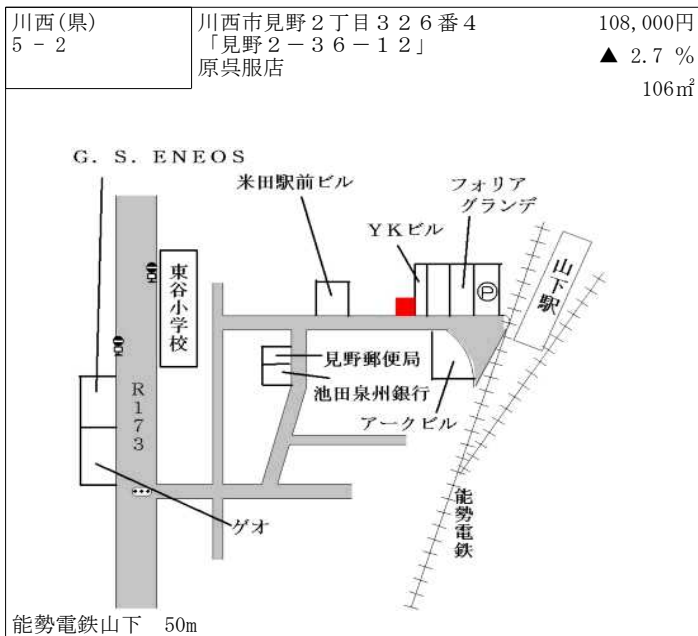 川西(県)
5 - 2
川西市見野２丁目３２６番４
「見野２－３６－１２」
原呉服店
108,000円
▲ 2.7 %
106㎡
G. S. ENEOS
米田駅前ビル
フォリア
グランデ
ＹＫビル
山下駅
Ⓟ
東谷小学校
見野郵便局
池田泉州銀行
アークビル
R173
ゲオ
能勢電鉄
能勢電鉄山下　50m